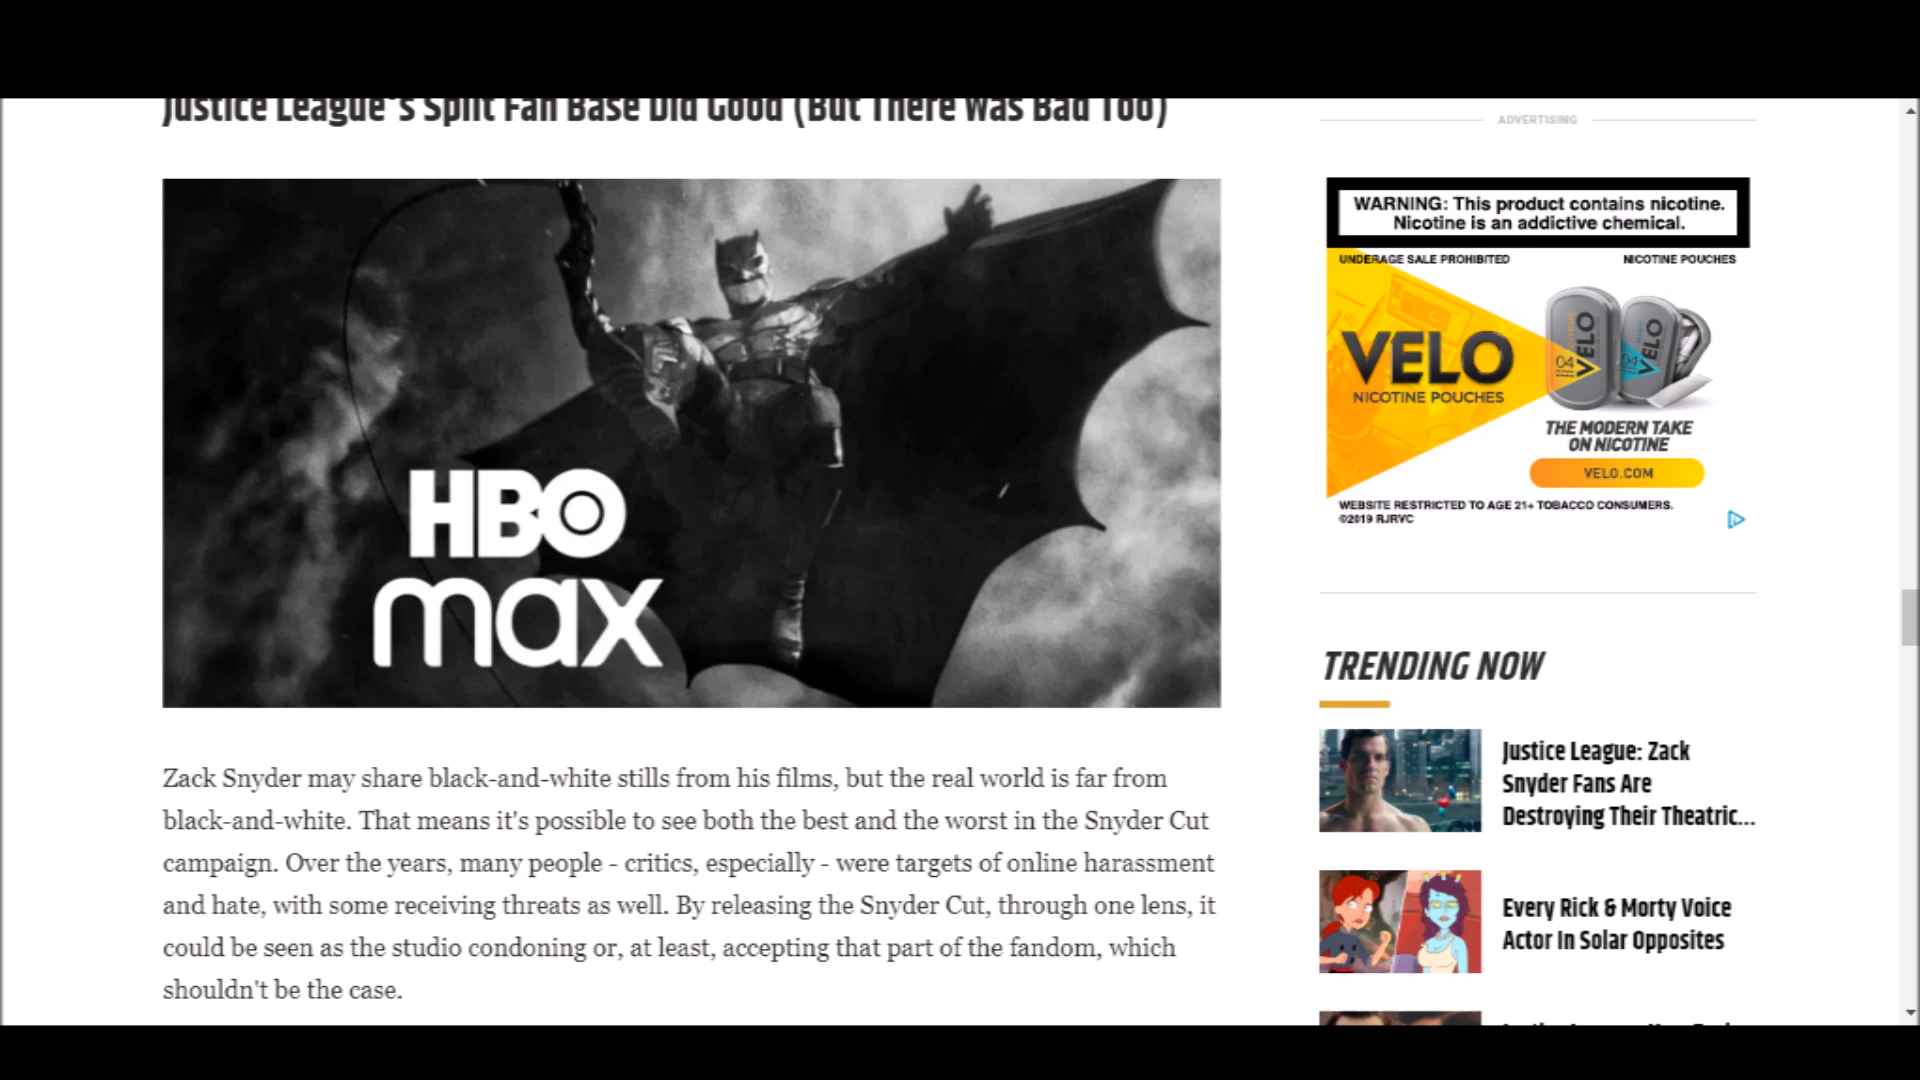 Justice League's Split Fan Base Did Good (But There Was Bad Too)
HBO
max
Zack Snyder may share black-and-white stills from his films, but the real world is far from
black-and-white. That means it's possible to see both the best and the worst in the Snyder Cut
campaign. Over the years, many people - critics, especially - were targets of online harassment
and hate, with some receiving threats as well. By releasing the Snyder Cut, through one lens, it
could be seen as the studio condoning or, at least, accepting that part of the fandom, which
shouldn't be the case.
ADVERTISING
WARNING: This product contains nicotine.
Nicotine is an addictive chemical.
UNDERAGE SALE PROHIBITED
NICOTINE POUCHES
VELO
NICOTINE POUCHES
04
VELO
04
VELO
THE MODERN TAKE
ON NICOTINE
VELO.COM
WEBSITE RESTRICTED TO AGE 21+ TOBACCO CONSUMERS.
©2019 RJRVC
TRENDING NOW
Justice League: Zack
Snyder Fans Are
Destroying Their Theatric...
Every Rick & Morty Voice
Actor In Solar Opposites